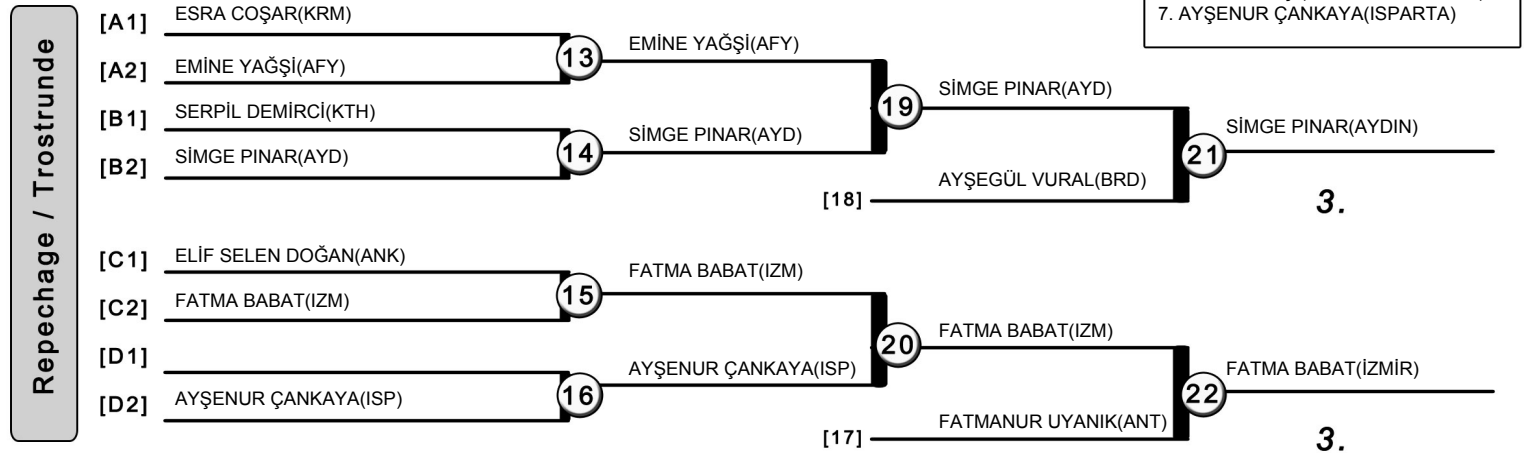 7. AYŞENUR ÇANKAYA(ISPARTA)
Repechage / Trostrunde
[A1] ESRA COŞAR(KRM)
[A2] EMİNE YAĞŞİ(AFY)
13
EMİNE YAĞŞİ(AFY)
[B1] SERPİL DEMİRCİ(KTH)
[B2] SİMGE PINAR(AYD)
14
SİMGE PINAR(AYD)
19
SİMGE PINAR(AYD)
[18] AYŞEGÜL VURAL(BRD)
21
SİMGE PINAR(AYDIN)
3.
[C1] ELİF SELEN DOĞAN(ANK)
[C2] FATMA BABAT(IZM)
15
FATMA BABAT(IZM)
[D1]
[D2] AYŞENUR ÇANKAYA(ISP)
16
AYŞENUR ÇANKAYA(ISP)
20
FATMA BABAT(IZM)
[17] FATMANUR UYANIK(ANT)
22
FATMA BABAT(İZMİR)
3.